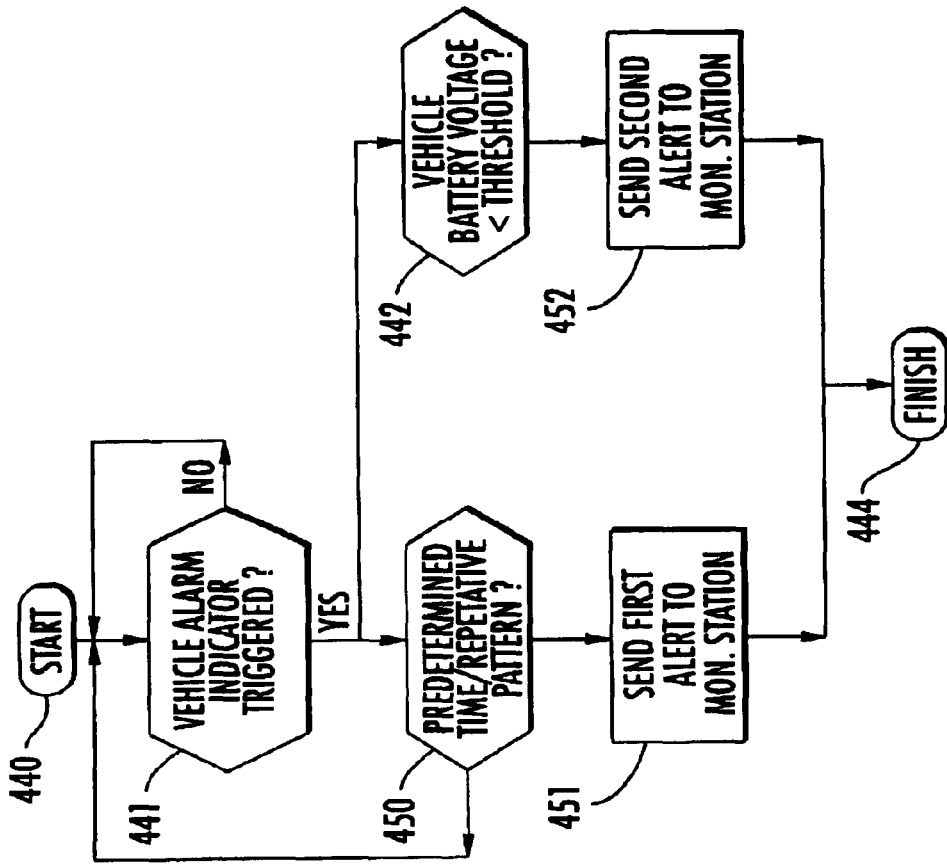 START
440
VEHICLE ALARM
INDICATOR
TRIGGERED ?
441
NO
YES
PREDETERMINED
TIME/REPETATIVE
PATTERN ?
450
VEHICLE
BATTERY VOLTAGE
< THRESHOLD ?
442
SEND FIRST
ALERT TO
MON. STATION
451
SEND SECOND
ALERT TO
MON. STATION
452
FINISH
444